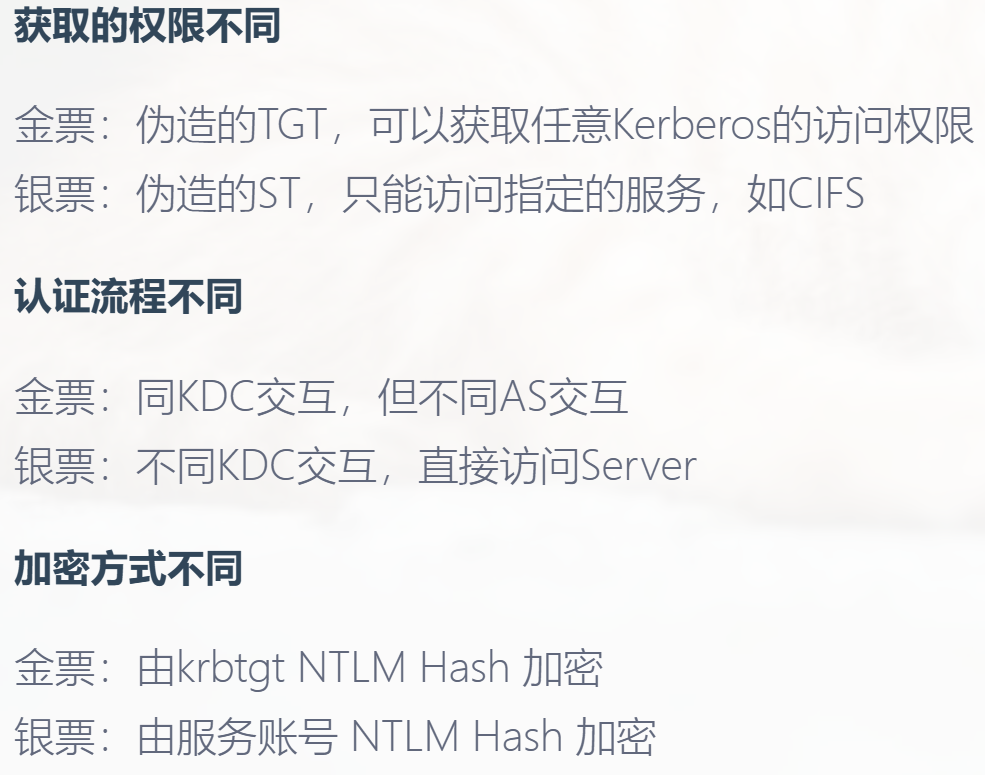 获取的权限不同
金票：伪造的TGT，可以获取任意Kerberos的访问权限
银票：伪造的ST，只能访问指定的服务，如CIFS
认证流程不同
金票：同KDC交互，但不同AS交互
银票：不同KDC交互，直接访问Server
加密方式不同
金票：由krbtgt NTLM Hash 加密
银票：由服务账号 NTLM Hash 加密